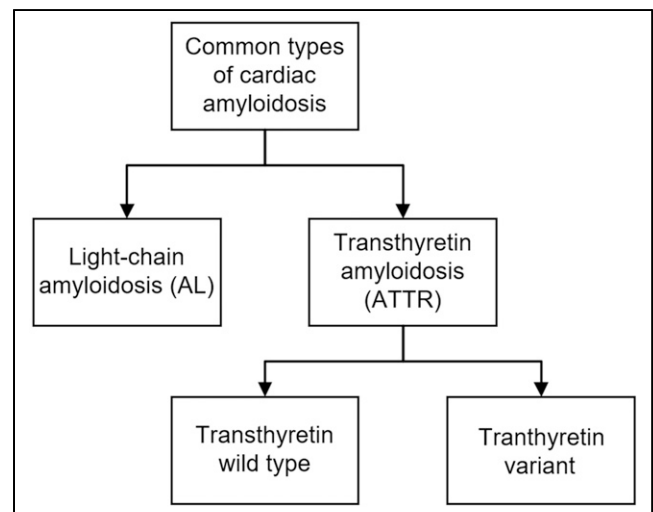 Common types
of cardiac
amyloidosis
Light-chain
amyloidosis (AL)
Transthyretin
amyloidosis
(ATTR)
Transthyretin
wild type
Tranthyretin
variant